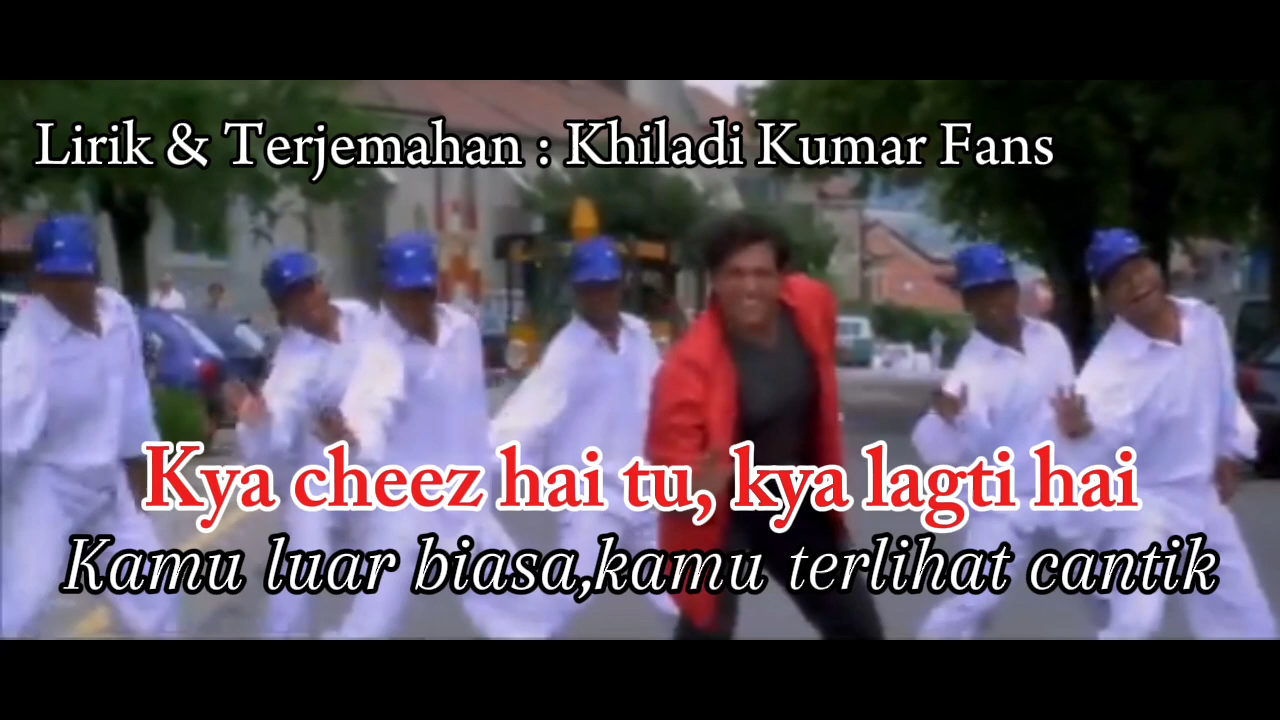 Lirik & Terjemahan : Khiladi Kumar Fans
Kya cheez hai tu, kya lagti hai
Kamu luar biasa,kamu terlihat cantik